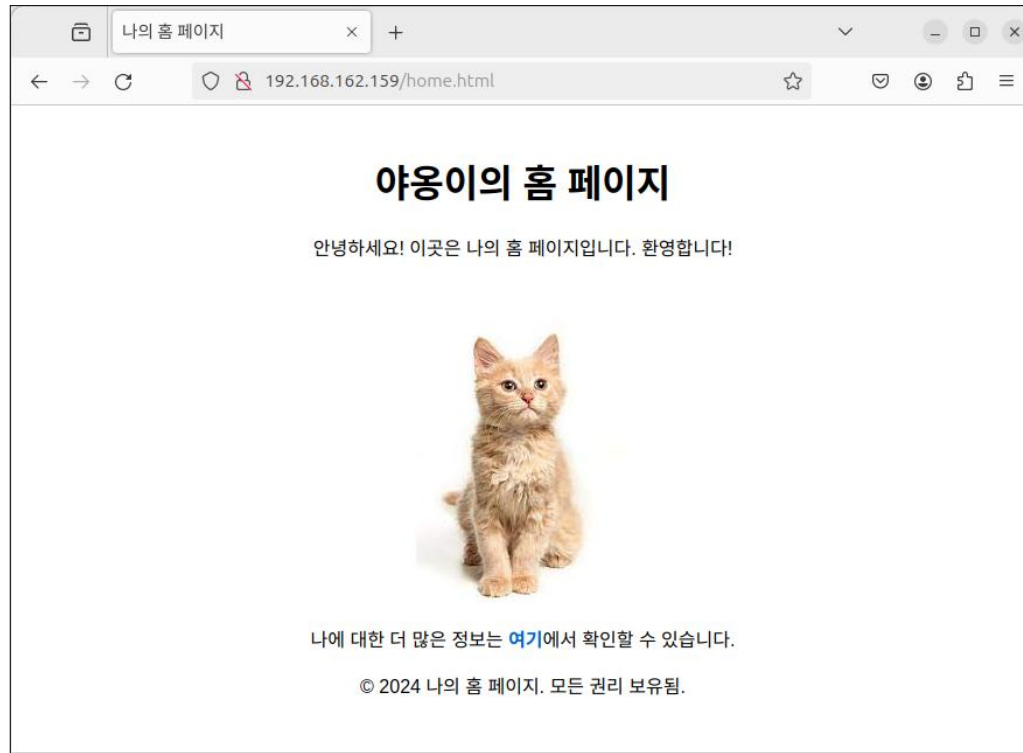 나의 홈 페이지
192.168.162.159/home.html
야옹이의 홈 페이지
안녕하세요! 이곳은 나의 홈 페이지입니다. 환영합니다!
나에 대한 더 많은 정보는 여기에서 확인할 수 있습니다.
© 2024 나의 홈 페이지. 모든 권리 보유됨.